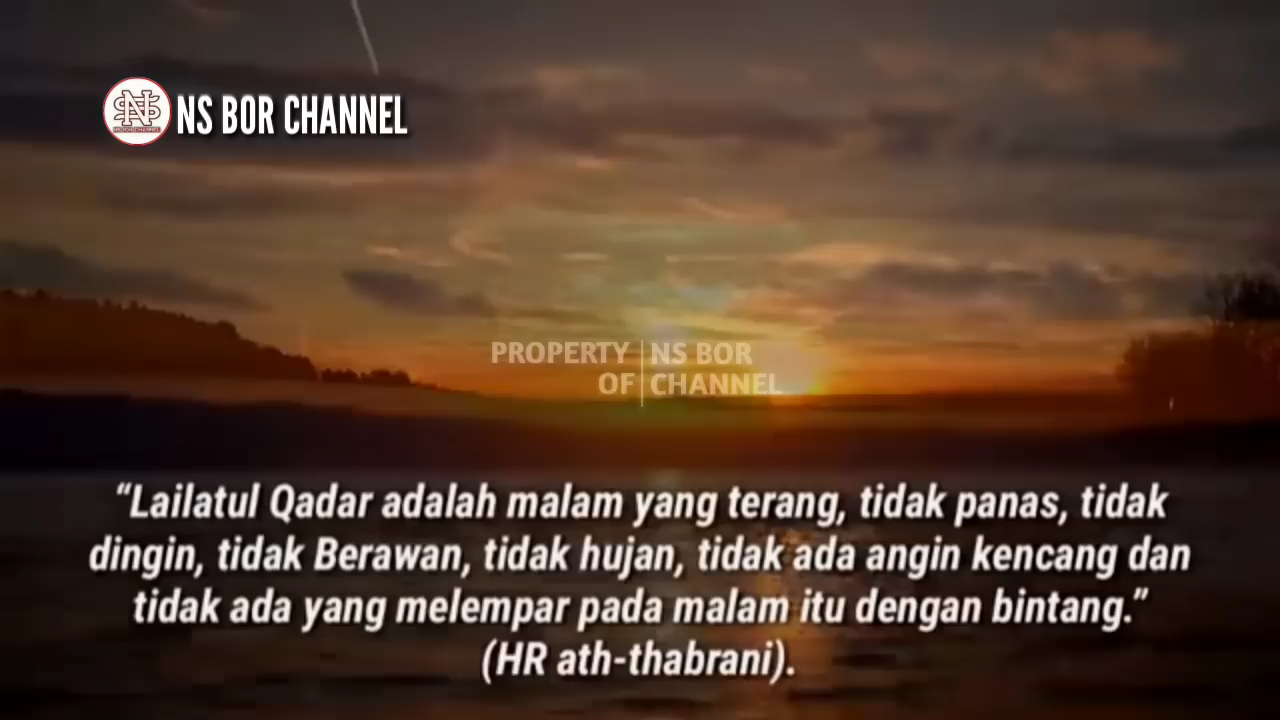 NS BOR CHANNEL
PROPERTY OF
NS BOR CHANNEL
“Lailatul Qadar adalah malam yang terang, tidak panas, tidak
dingin, tidak Berawan, tidak hujan, tidak ada angin kencang dan
tidak ada yang melempar pada malam itu dengan bintang.”
(HR ath-thabrani).